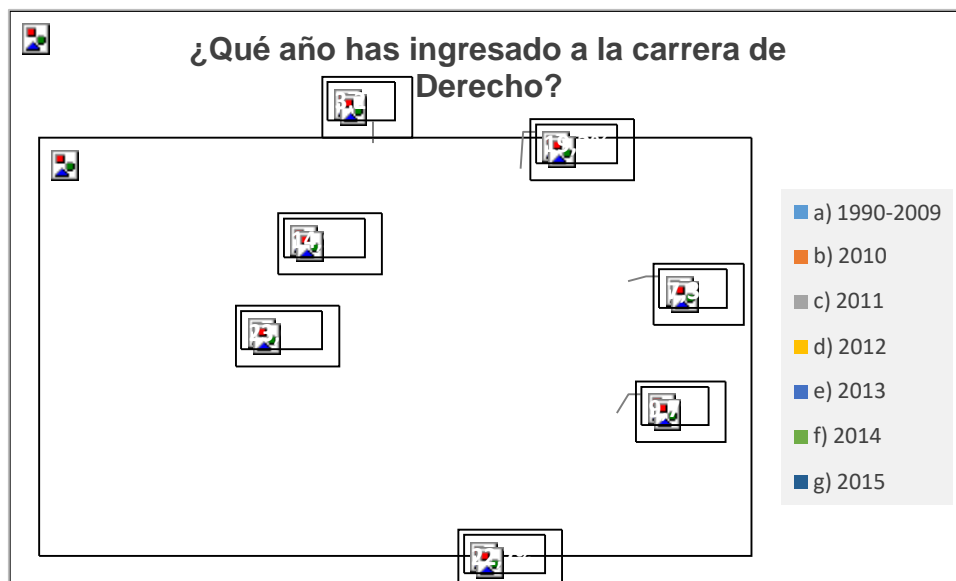 ¿Qué año has ingresado a la carrera de
Derecho?
a) 1990-2009
b) 2010
c) 2011
d) 2012
e) 2013
f) 2014
g) 2015